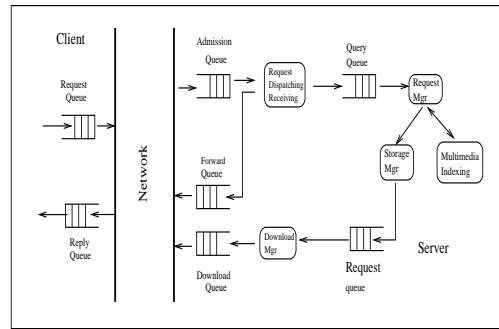 Client
Request
Queue
Reply
Queue
Network
Admission
Queue
Request
Dispatching
Receiving
Query
Queue
Request
Mgr
Storage
Mgr
Multimedia
Indexing
Forward
Queue
Download
Queue
Download
Mgr
Request
queue
Server